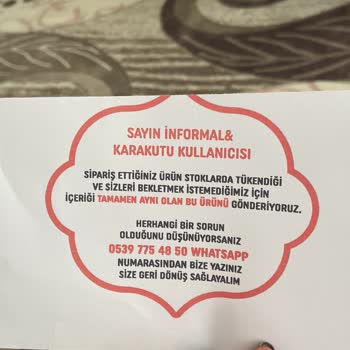 SAYIN İNFORMAL&
KARAKUTU KULLANICISI
SİPARİŞ ETTİĞİNİZ ÜRÜN STOKLARDA TÜKENDİĞİ
VE SİZLERİ BEKLETMEK İSTEMEDİĞİMİZ İÇİN
İÇERİĞİ TAMAMEN AYNI OLAN BU ÜRÜNÜ GÖNDERİYORUZ.
HERHANGİ BİR SORUN
OLDUĞUNU DÜŞÜNÜYORSANIZ
0539 775 48 50 WHATSAPP
NUMARASINDAN BİZE YAZINIZ
SİZE GERİ DÖNÜŞ SAĞLAYALIM